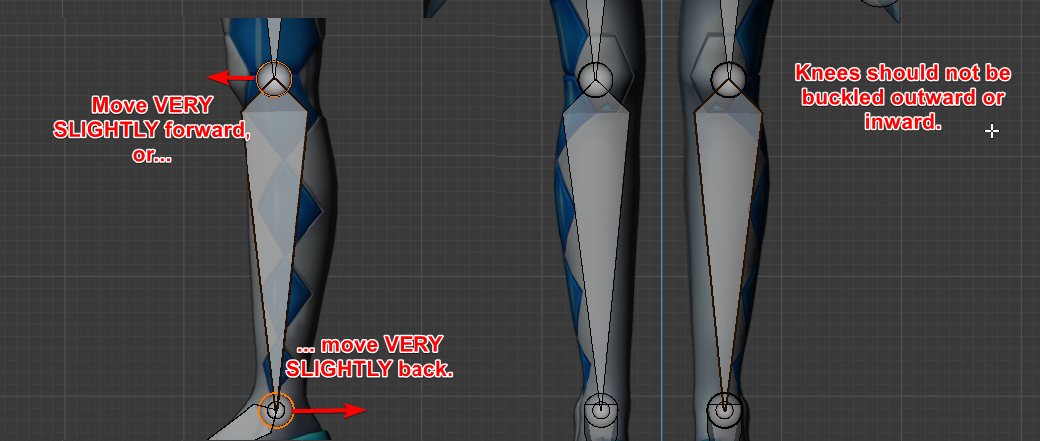 Move VERY
SLIGHTLY forward,
or...
... move VERY
SLIGHTLY back.
Knees should not be
buckled outward or
inward.